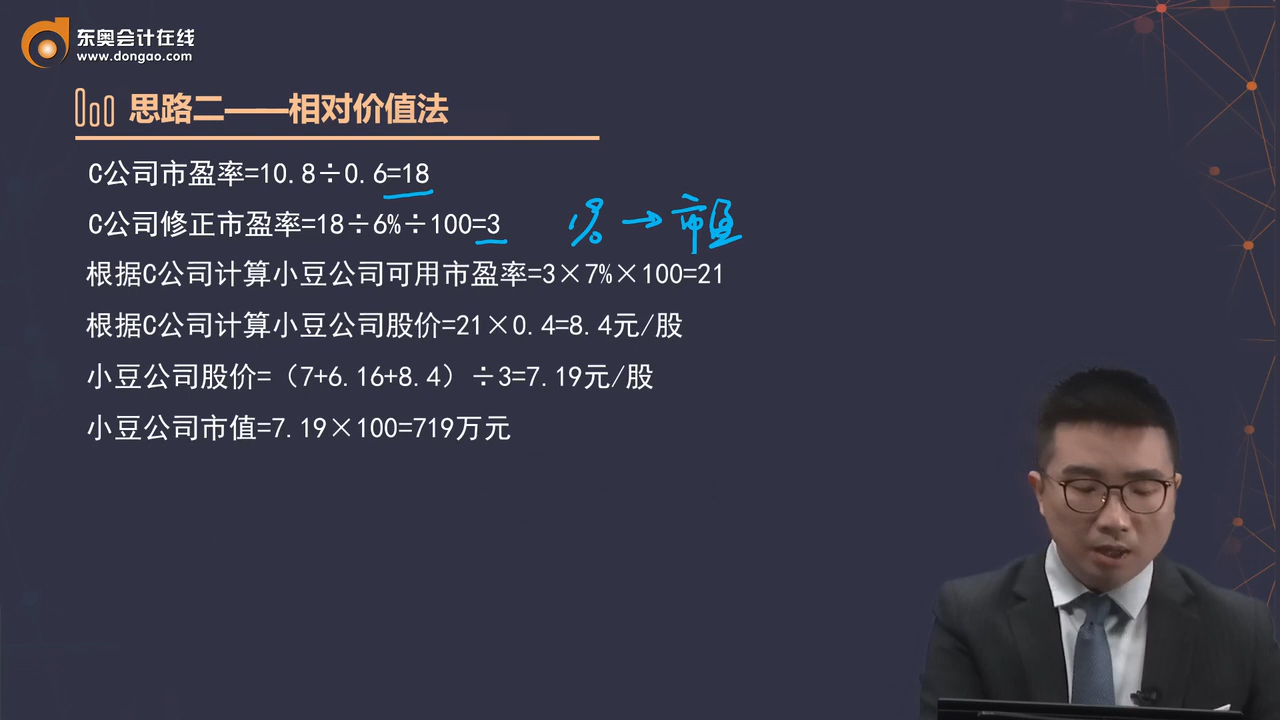 东奥会计在线
www.dongao.com
思路二——相对价值法
C公司市盈率=10.8÷0.6=18
C公司修正市盈率=18÷6%÷100=3
→市盈
根据C公司计算小豆公司可用市盈率=3×7%×100=21
根据C公司计算小豆公司股价=21×0.4=8.4元/股
小豆公司股价=（7+6.16+8.4）÷3=7.19元/股
小豆公司市值=7.19×100=719万元